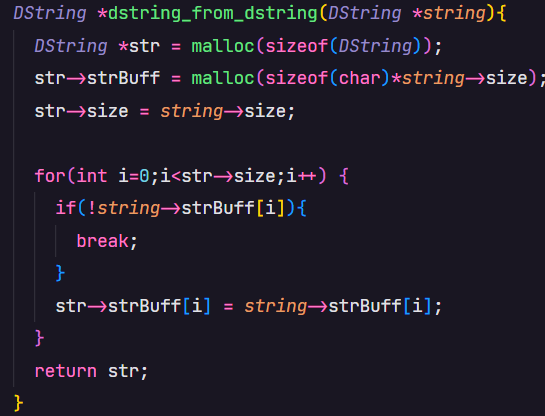 DString *dstring_from_dstring(DString *string){
  DString *str = malloc(sizeof(DString));
  str->strBuff = malloc(sizeof(char)*string->size);
  str->size = string->size;

  for(int i=0;i<str->size;i++) {
    if(!string->strBuff[i]){
      break;
    }
    str->strBuff[i] = string->strBuff[i];
  }
  return str;
}